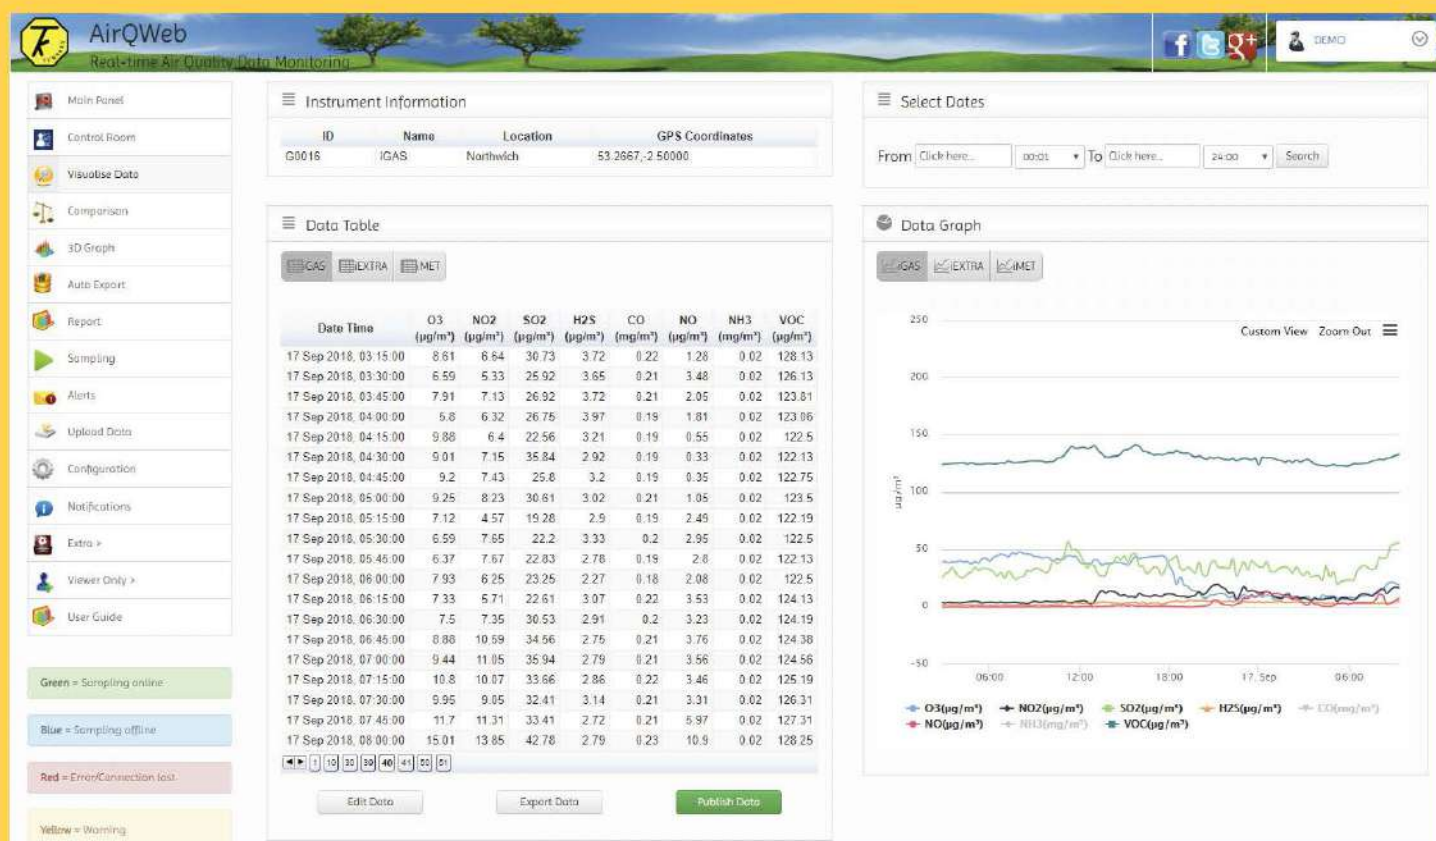 AirQWeb
Real-time Air Quality Data Monitoring
DEMO
Main Panel
Control Room
Visualise Data
Comparison
3D Graph
Auto Export
Report
Sampling
Alerts
Upload Data
Configuration
Notifications
Extra >
Viewer Only >
User Guide
Green = Sampling online
Blue = Sampling offline
Red = Error/Connection lost
Yellow = Warning
Instrument Information
ID Name Location GPS Coordinates
G0016 IGAS Northwich 53.2667,-2.50000
Select Dates
From Click here... 00:01 To Click here... 24:00 Search
Data Table
iGAS iEXTRA iMET
Date Time O3 (µg/m³) NO2 (µg/m³) SO2 (µg/m³) H2S (µg/m³) CO (mg/m³) NO (µg/m³) NH3 (mg/m³) VOC (µg/m³)
17 Sep 2018, 03:15:00 8.61 6.64 30.73 3.72 0.22 1.28 0.02 128.13
17 Sep 2018, 03:30:00 6.59 5.33 25.92 3.65 0.21 3.48 0.02 126.13
17 Sep 2018, 03:45:00 7.91 7.13 26.92 3.72 0.21 2.05 0.02 123.81
17 Sep 2018, 04:00:00 5.8 6.32 26.75 3.97 0.19 1.81 0.02 123.06
17 Sep 2018, 04:15:00 9.88 6.4 22.56 3.21 0.19 0.55 0.02 122.5
17 Sep 2018, 04:30:00 9.01 7.15 35.84 2.92 0.19 0.33 0.02 122.13
17 Sep 2018, 04:45:00 9.2 7.43 25.8 3.2 0.19 0.35 0.02 122.75
17 Sep 2018, 05:00:00 9.25 8.23 30.61 3.02 0.21 1.05 0.02 123.5
17 Sep 2018, 05:15:00 7.12 4.57 19.28 2.9 0.19 2.49 0.02 122.19
17 Sep 2018, 05:30:00 6.59 7.65 22.2 3.33 0.2 2.95 0.02 122.5
17 Sep 2018, 05:45:00 6.37 7.67 22.83 2.78 0.19 2.8 0.02 122.13
17 Sep 2018, 06:00:00 7.93 6.25 23.25 2.27 0.18 2.08 0.02 122.5
17 Sep 2018, 06:15:00 7.33 5.71 22.61 3.07 0.22 3.53 0.02 124.13
17 Sep 2018, 06:30:00 7.5 7.35 30.53 2.91 0.2 3.23 0.02 124.19
17 Sep 2018, 06:45:00 8.88 10.59 34.56 2.75 0.21 3.76 0.02 124.38
17 Sep 2018, 07:00:00 9.44 11.05 35.94 2.79 0.21 3.56 0.02 124.56
17 Sep 2018, 07:15:00 10.8 10.07 33.66 2.86 0.22 3.46 0.02 125.19
17 Sep 2018, 07:30:00 9.95 9.05 32.41 3.14 0.21 3.31 0.02 126.31
17 Sep 2018, 07:45:00 11.7 11.31 33.41 2.72 0.21 5.97 0.02 127.31
17 Sep 2018, 08:00:00 15.01 13.85 42.78 2.79 0.23 10.9 0.02 128.25
1 10 30 39 40 41 50 51
Edit Data Export Data Publish Data
Data Graph
iGAS iEXTRA iMET
Custom View Zoom Out
250
200
150
100
50
0
-50
µg/m³
06:00 12:00 18:00 17. Sep 06:00
O3(µg/m³) NO2(µg/m³) SO2(µg/m³) H2S(µg/m³) CO(mg/m³)
NO(µg/m³) NH3(mg/m³) VOC(µg/m³)